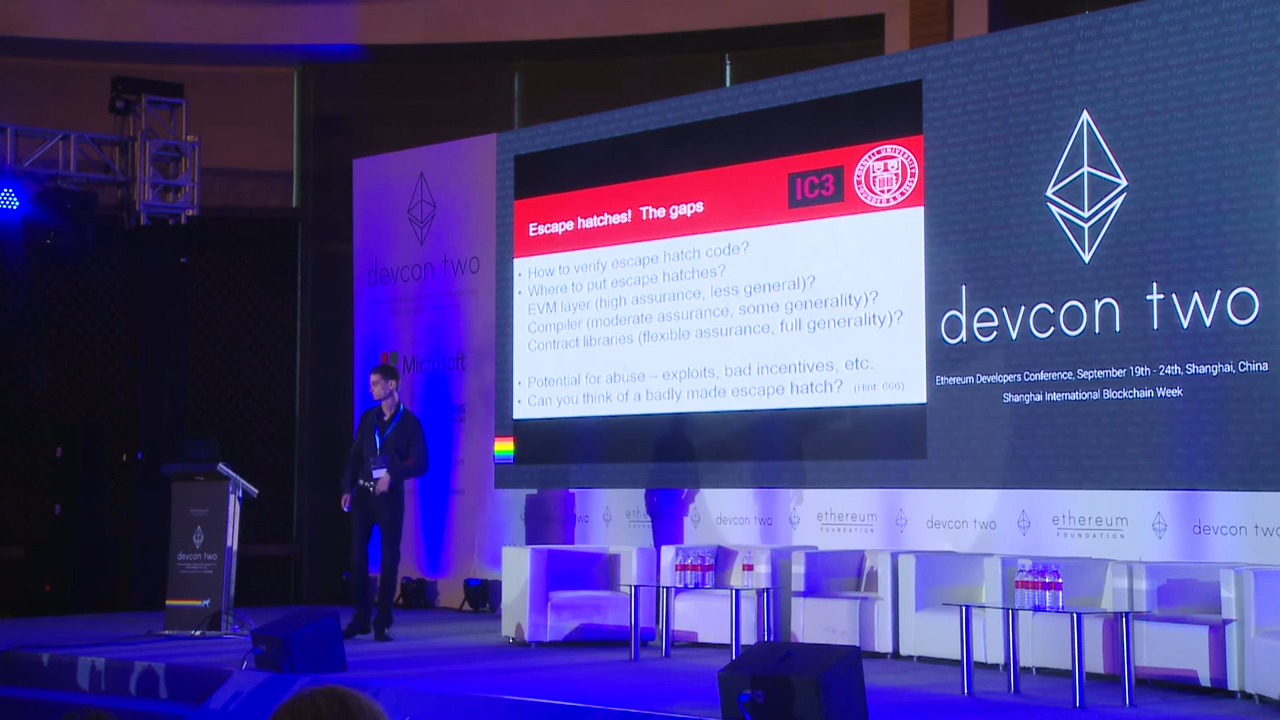 IC3
Escape hatches! The gaps
• How to verify escape hatch code?
• Where to put escape hatches?
EVM layer (high assurance, less general)?
Compiler (moderate assurance, some generality)?
Contract libraries (flexible assurance, full generality)?
• Potential for abuse – exploits, bad incentives, etc.
• Can you think of a badly made escape hatch? (Hint: 666)
devcon two
Ethereum Developers Conference, September 19th - 24th, Shanghai, China
Shanghai International Blockchain Week
devcon two
Microsoft
devcon two
devcon two
ethereum
FOUNDATION
devcon two
ethereum
FOUNDATION
devcon two